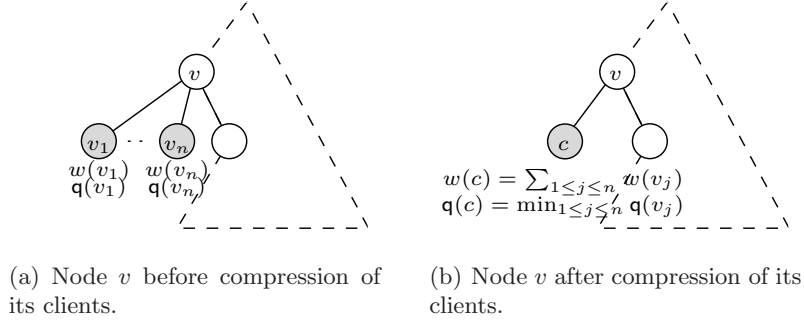 v
v₁ · · vₙ
w(v₁) w(vₙ)
q(v₁) q(vₙ)
(a) Node v before compression of
its clients.
v
c
w(c) = ∑₁≤j≤n w(vⱼ)
q(c) = min₁≤j≤n q(vⱼ)
(b) Node v after compression of its
clients.